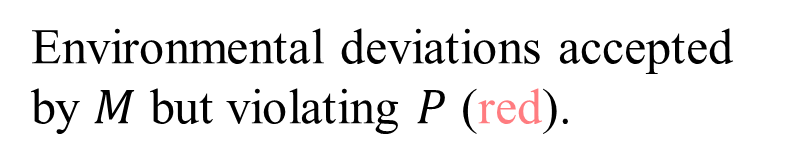 Environmental deviations accepted
by M but violating P (red).